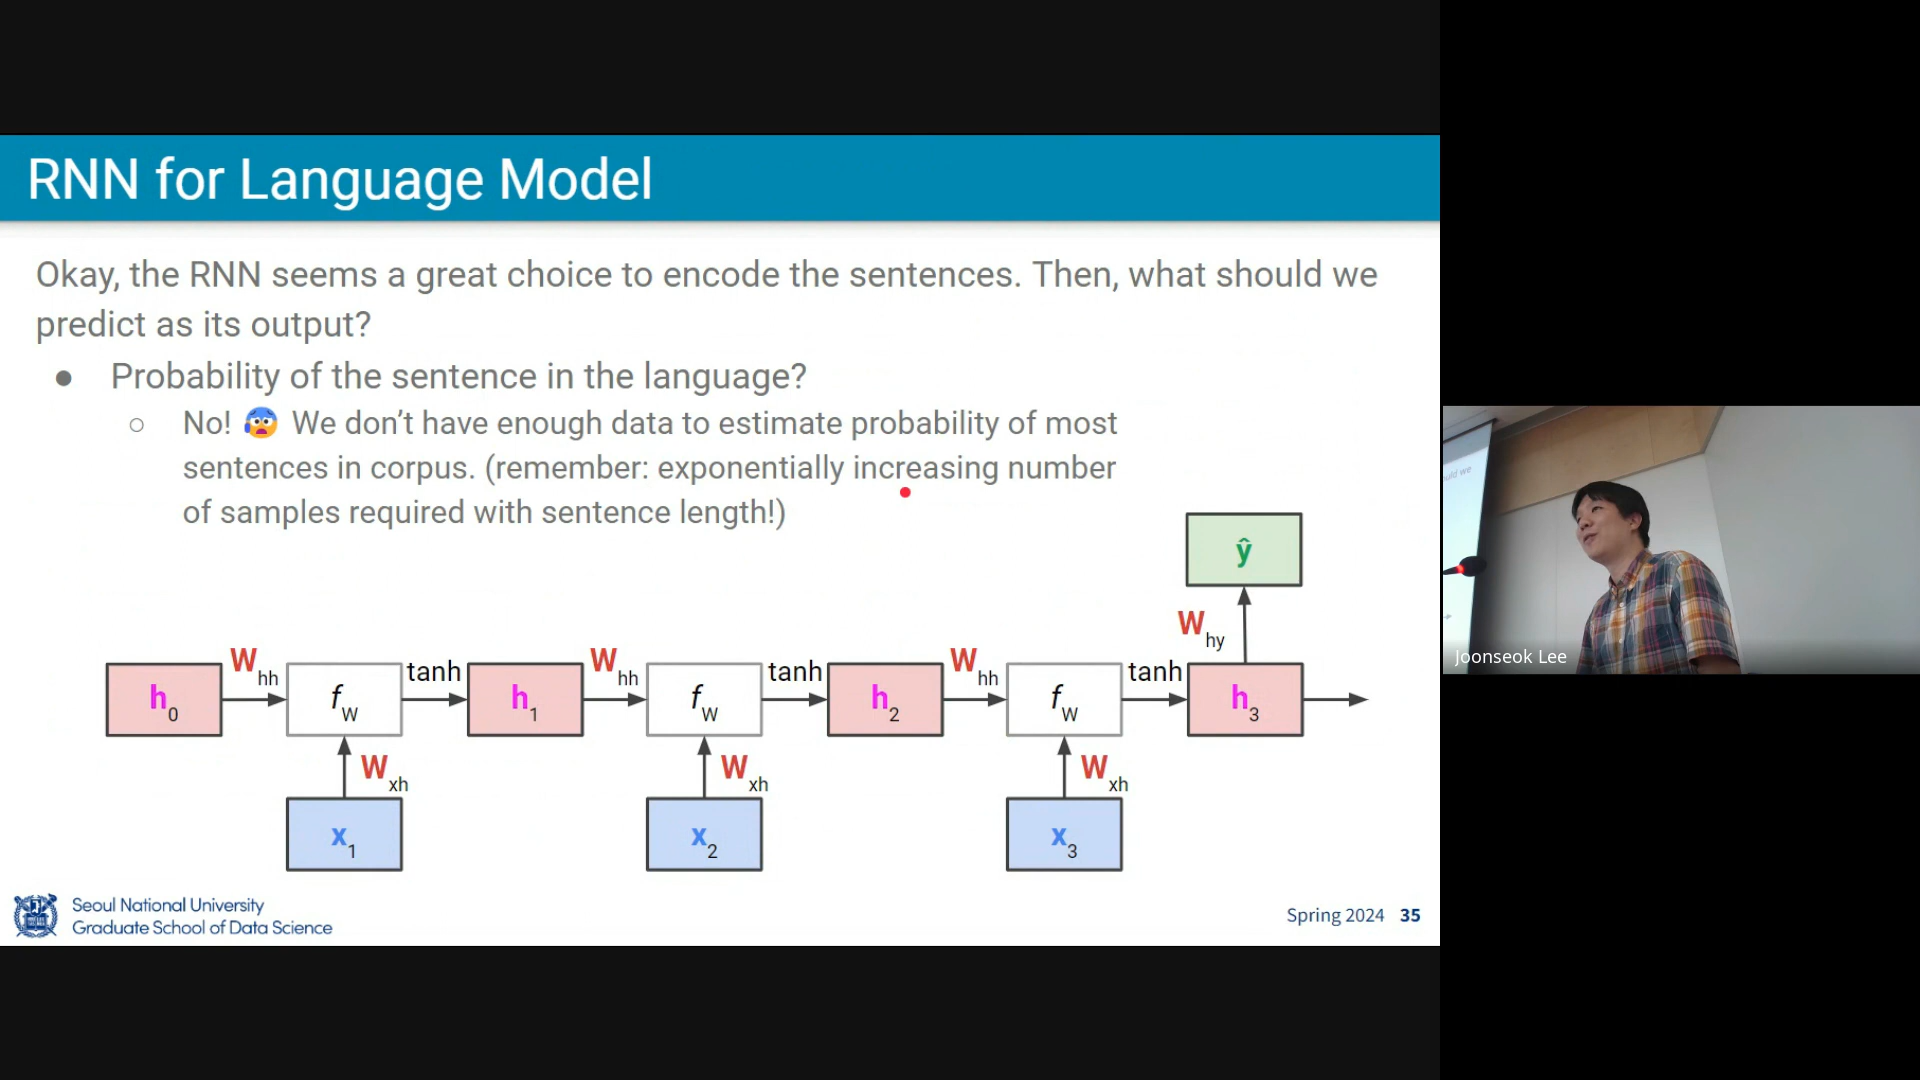 RNN for Language Model
Okay, the RNN seems a great choice to encode the sentences. Then, what should we
predict as its output?
● Probability of the sentence in the language?
○ No! 😰 We don’t have enough data to estimate probability of most
sentences in corpus. (remember: exponentially increasing number
of samples required with sentence length!)
ŷ
W hy
h0 W hh fW tanh h1 W hh fW tanh h2 W hh fW tanh h3
W xh W xh W xh
x1 x2 x3
Seoul National University
Graduate School of Data Science
Spring 2024 35
ould we
Joonseok Lee